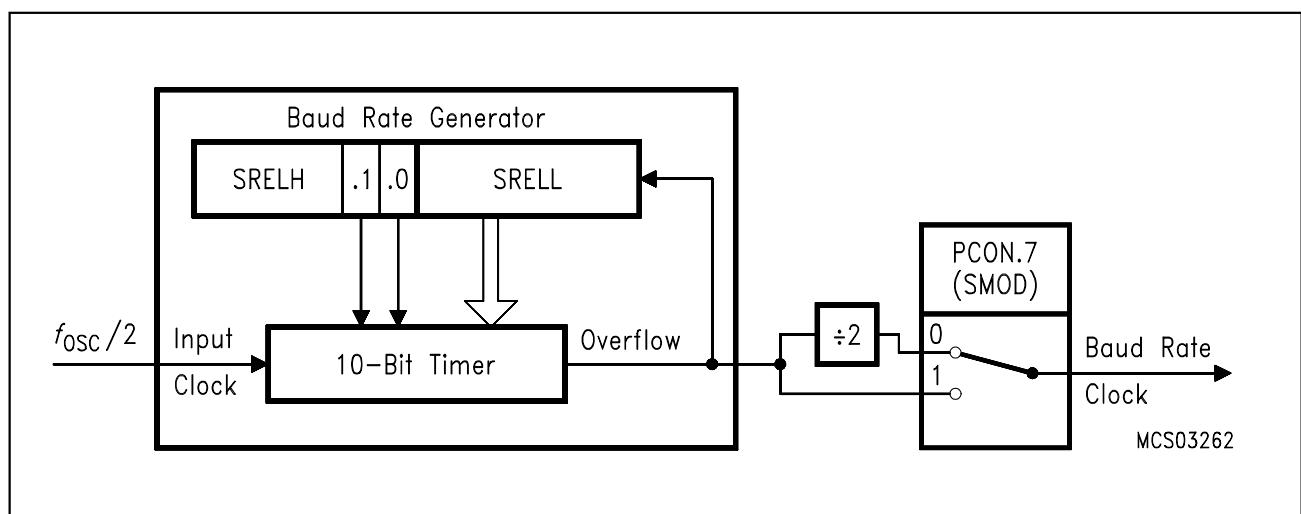 Baud Rate Generator
SRELH .1 .0 SRELL
PCON.7
(SMOD)
fOSC/2 Input
Clock
10-Bit Timer
Overflow
÷2
0
1
Baud Rate
Clock
MCS03262